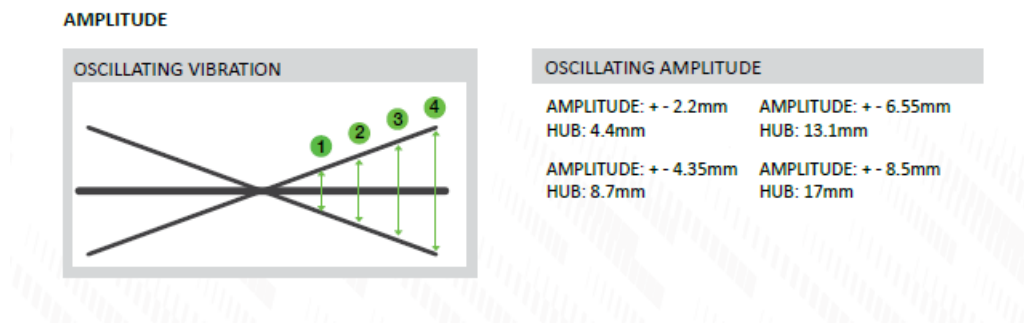 AMPLITUDE
OSCILLATING VIBRATION
1
2
3
4
OSCILLATING AMPLITUDE
AMPLITUDE: + - 2.2mm
HUB: 4.4mm
AMPLITUDE: + - 4.35mm
HUB: 8.7mm
AMPLITUDE: + - 6.55mm
HUB: 13.1mm
AMPLITUDE: + - 8.5mm
HUB: 17mm